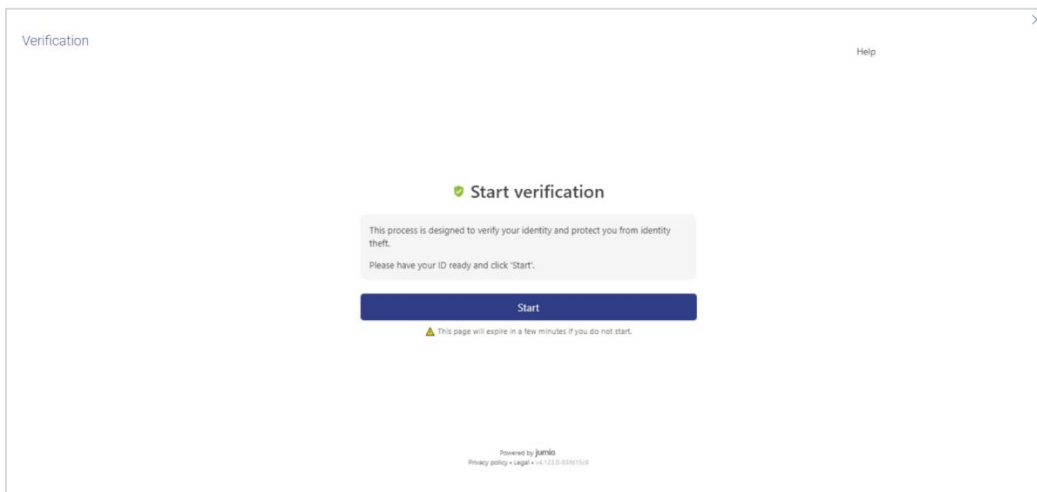 Verification
Help
Start verification
This process is designed to verify your identity and protect you from identity
theft.
Please have your ID ready and click 'Start'.
Start
This page will expire in a few minutes if you do not start.
Powered by jumio
Privacy policy • Legal •